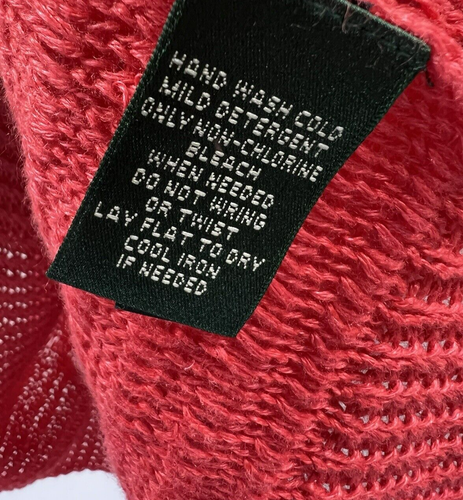 HAND WASH COLD
MILD DETERGENT
ONLY NON-CHLORINE
BLEACH
WHEN NEEDED
DO NOT WRING
OR TWIST
LAY FLAT TO DRY
COOL IRON
IF NEEDED